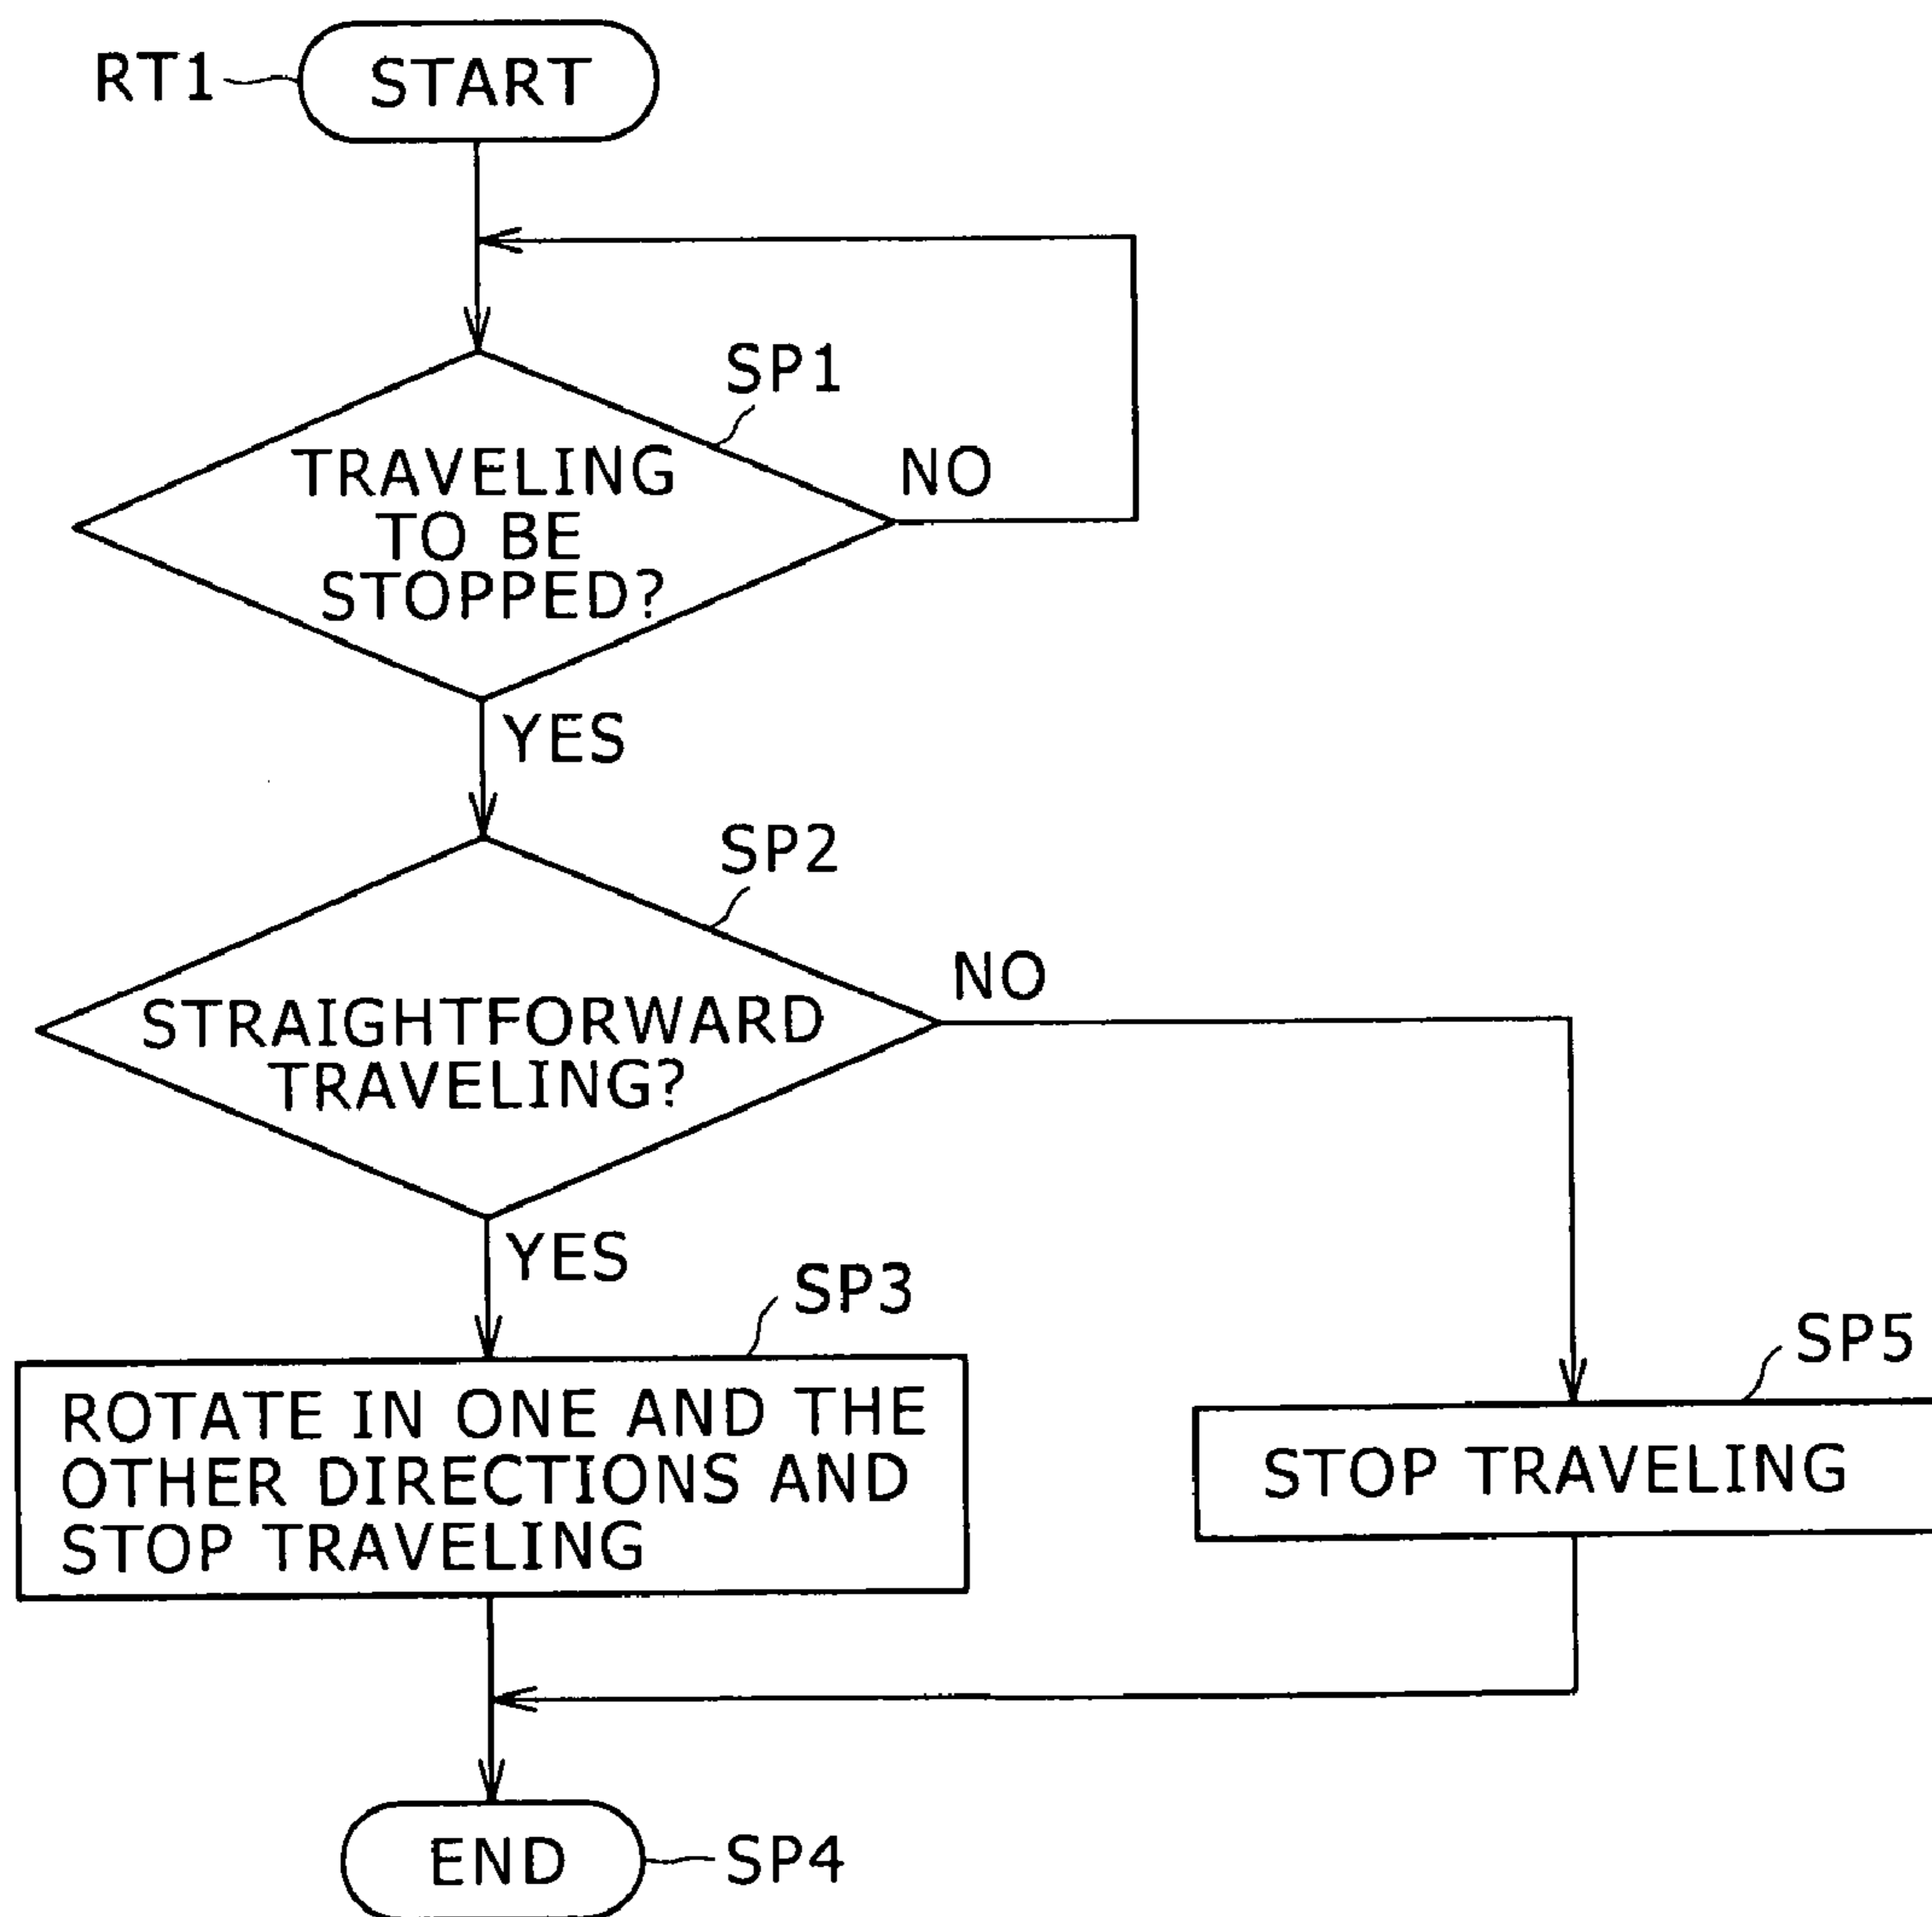 RT1
START
SP1
TRAVELING
TO BE
STOPPED?
NO
YES
SP2
STRAIGHTFORWARD
TRAVELING?
NO
YES
SP3
ROTATE IN ONE AND THE
OTHER DIRECTIONS AND
STOP TRAVELING
SP5
STOP TRAVELING
END
SP4